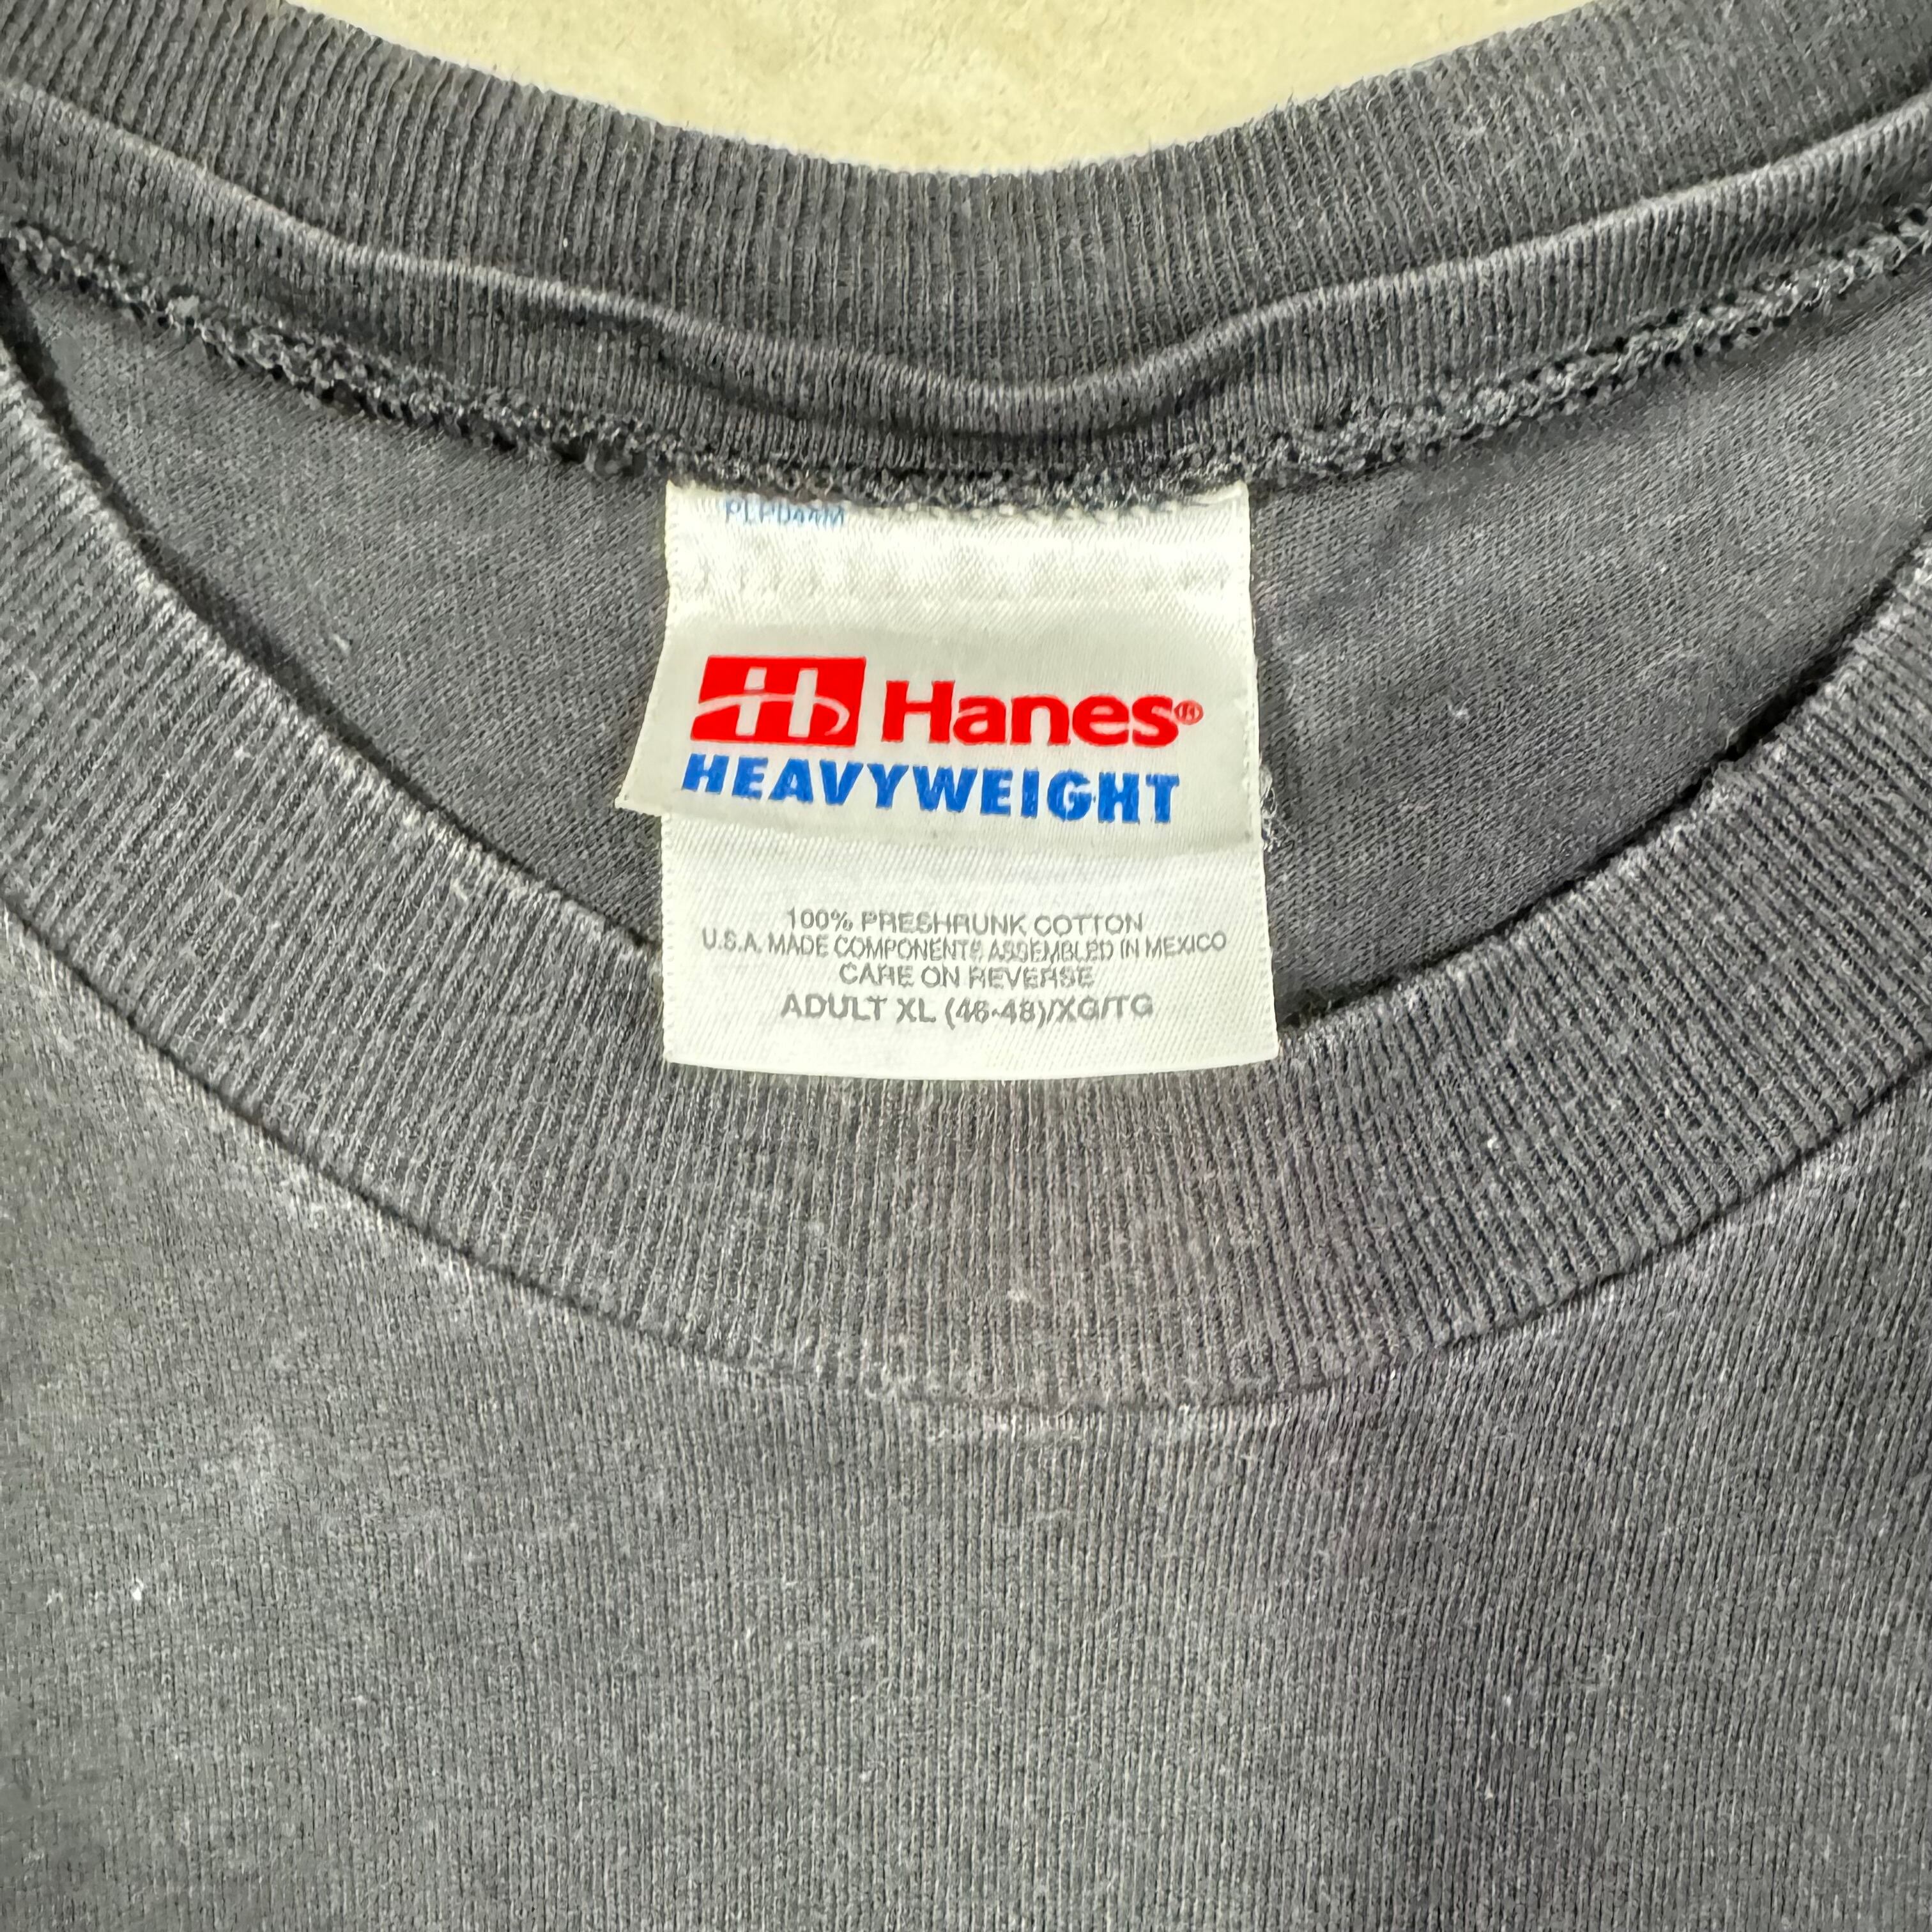 Hanes®
HEAVYWEIGHT
100% PRESHRUNK COTTON
U.S.A. MADE COMPONENTS ASSEMBLED IN MEXICO
CARE ON REVERSE
ADULT XL (46-48)/XG/TG